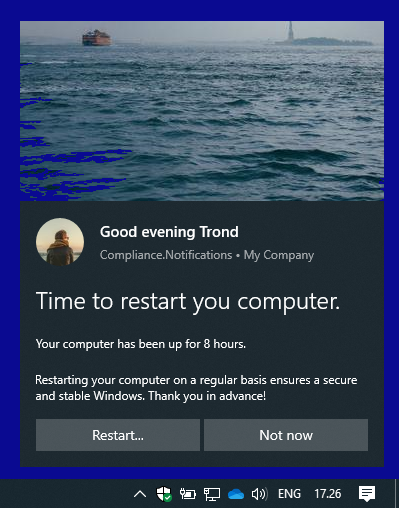 Good evening Trond
Compliance.Notifications • My Company
Time to restart you computer.
Your computer has been up for 8 hours.
Restarting your computer on a regular basis ensures a secure
and stable Windows. Thank you in advance!
Restart... Not now
ENG 17.26